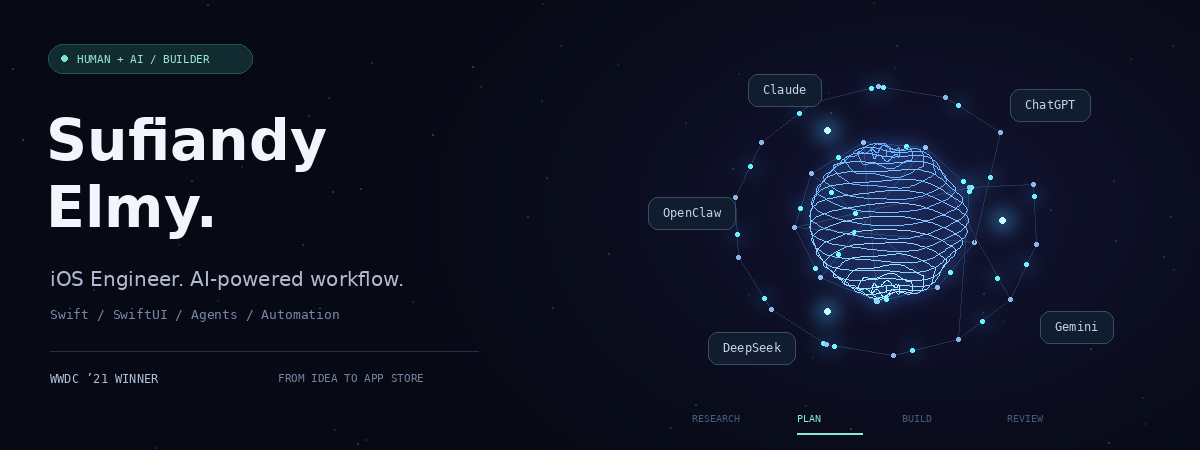 HUMAN + AI / BUILDER
Sufiandy
Elmy.
iOS Engineer. AI-powered workflow.
Swift / SwiftUI / Agents / Automation
WWDC ’21 WINNER
FROM IDEA TO APP STORE
Claude
ChatGPT
OpenClaw
Gemini
DeepSeek
RESEARCH
PLAN
BUILD
REVIEW